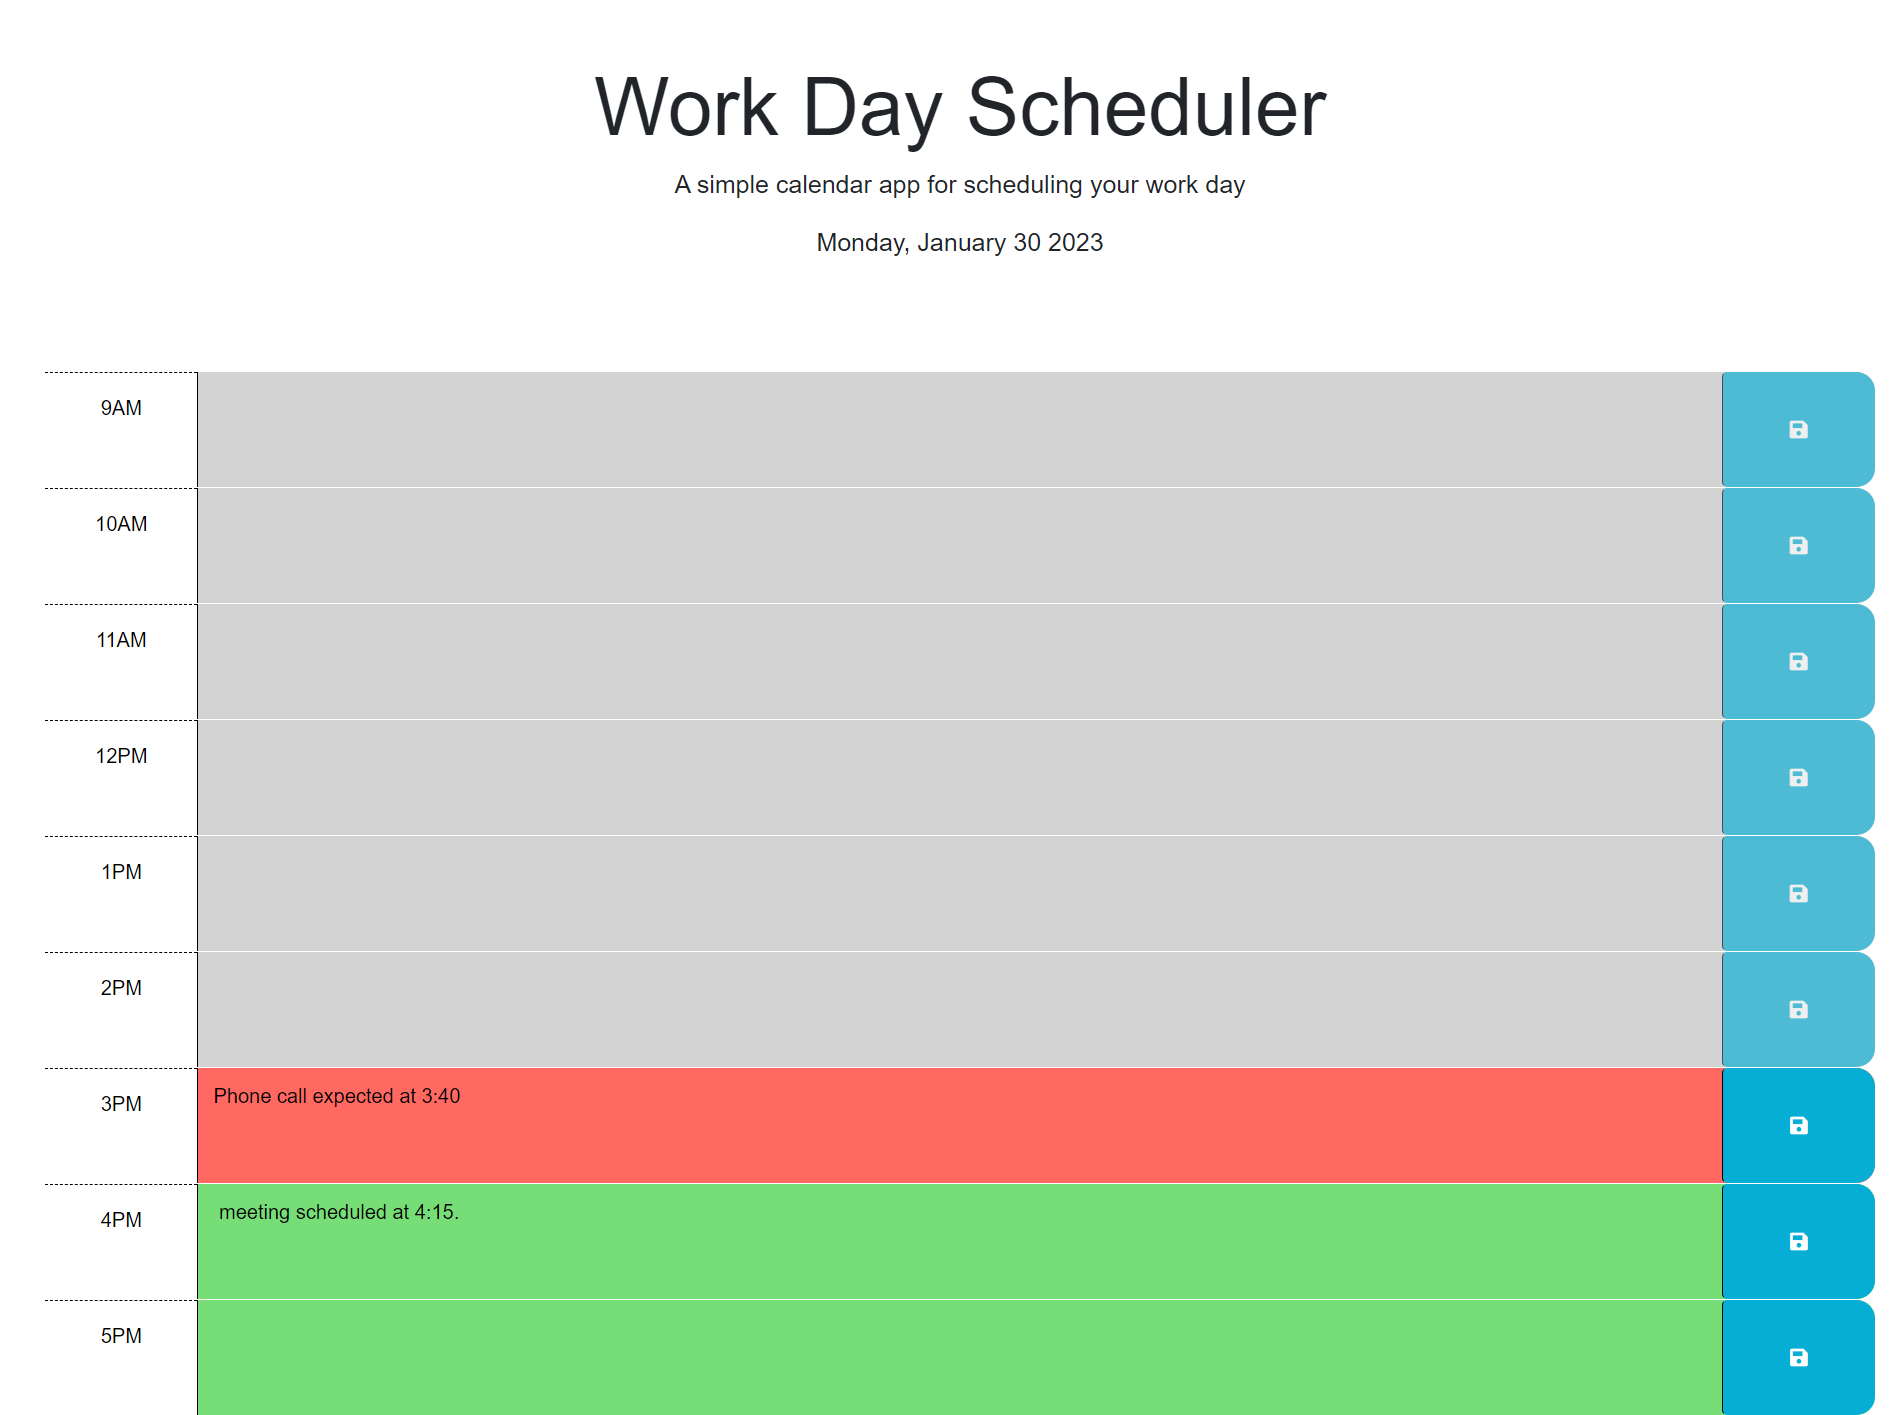 Work Day Scheduler
A simple calendar app for scheduling your work day
Monday, January 30 2023
9AM
10AM
11AM
12PM
1PM
2PM
3PM
Phone call expected at 3:40
4PM
meeting scheduled at 4:15.
5PM